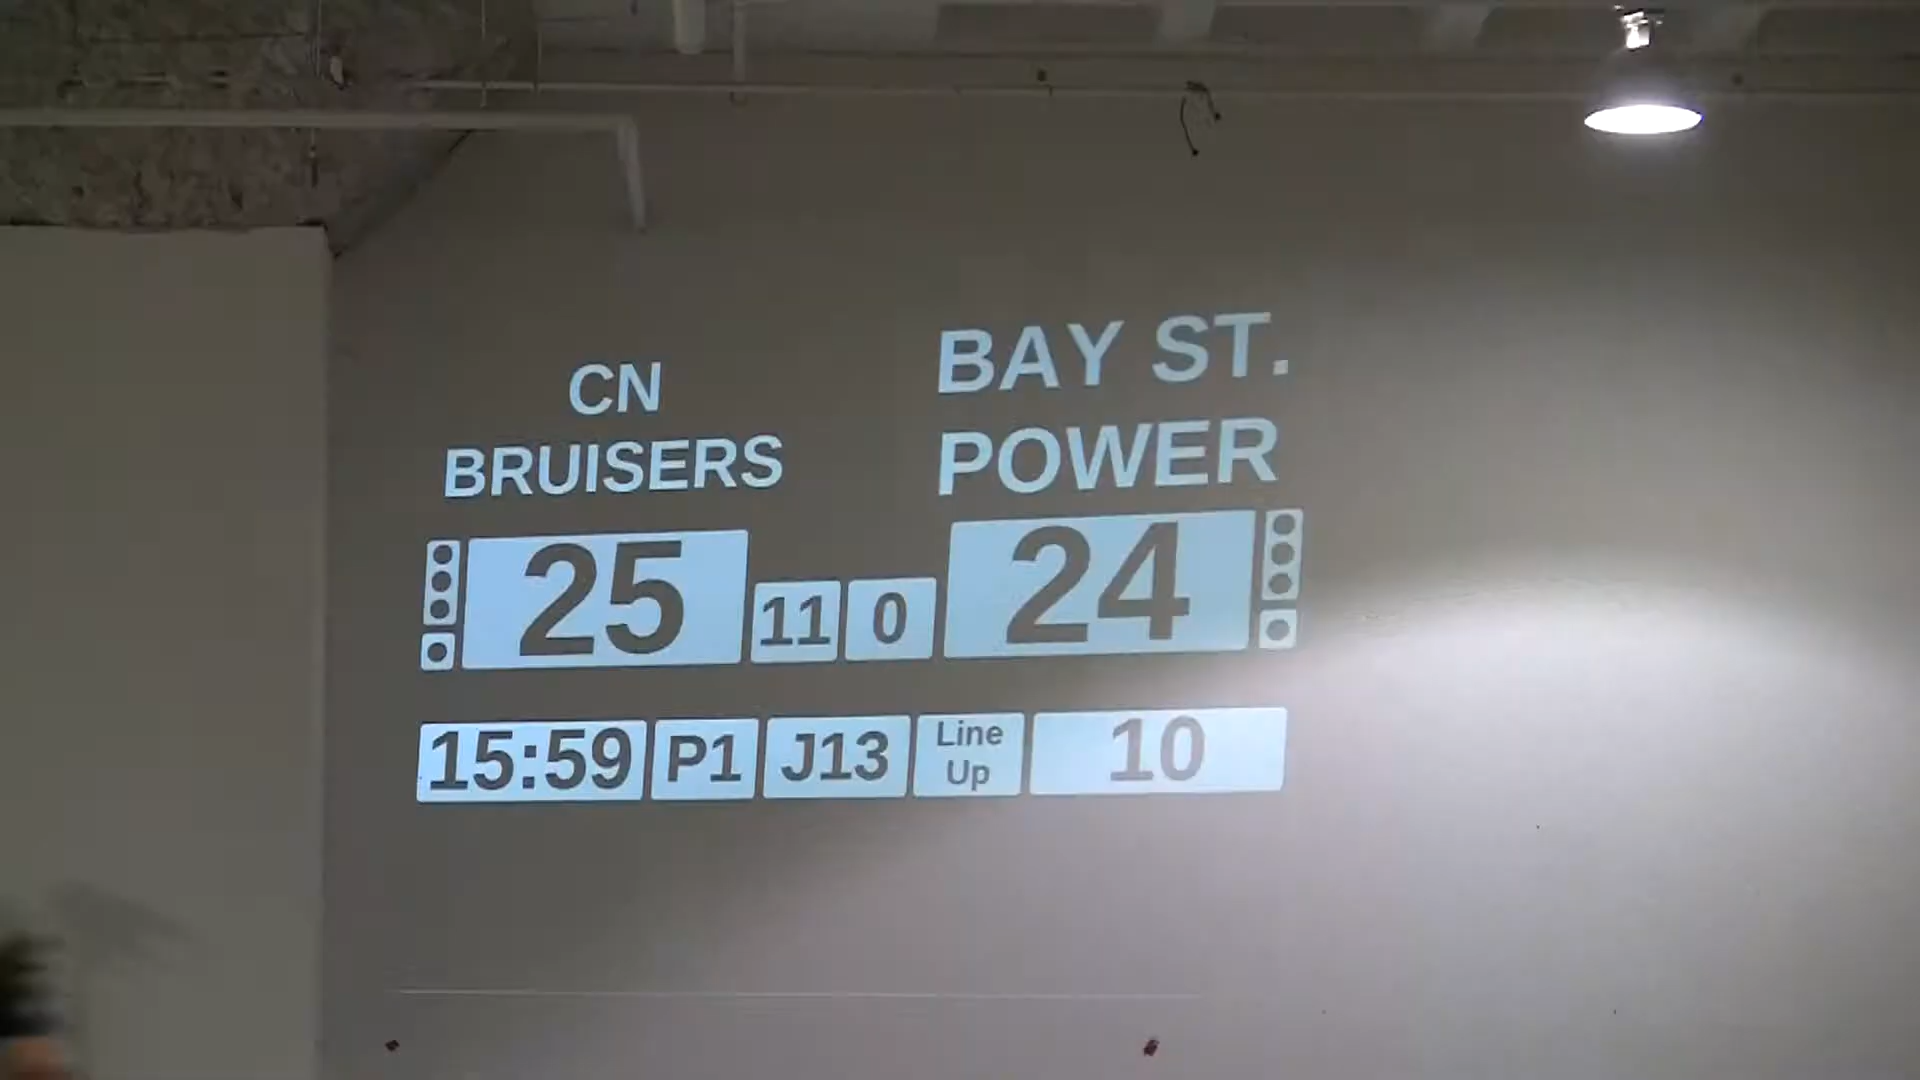 CN
BRUISERS
BAY ST.
POWER
25
11
0
24
15:59
P1
J13
Line
Up
10